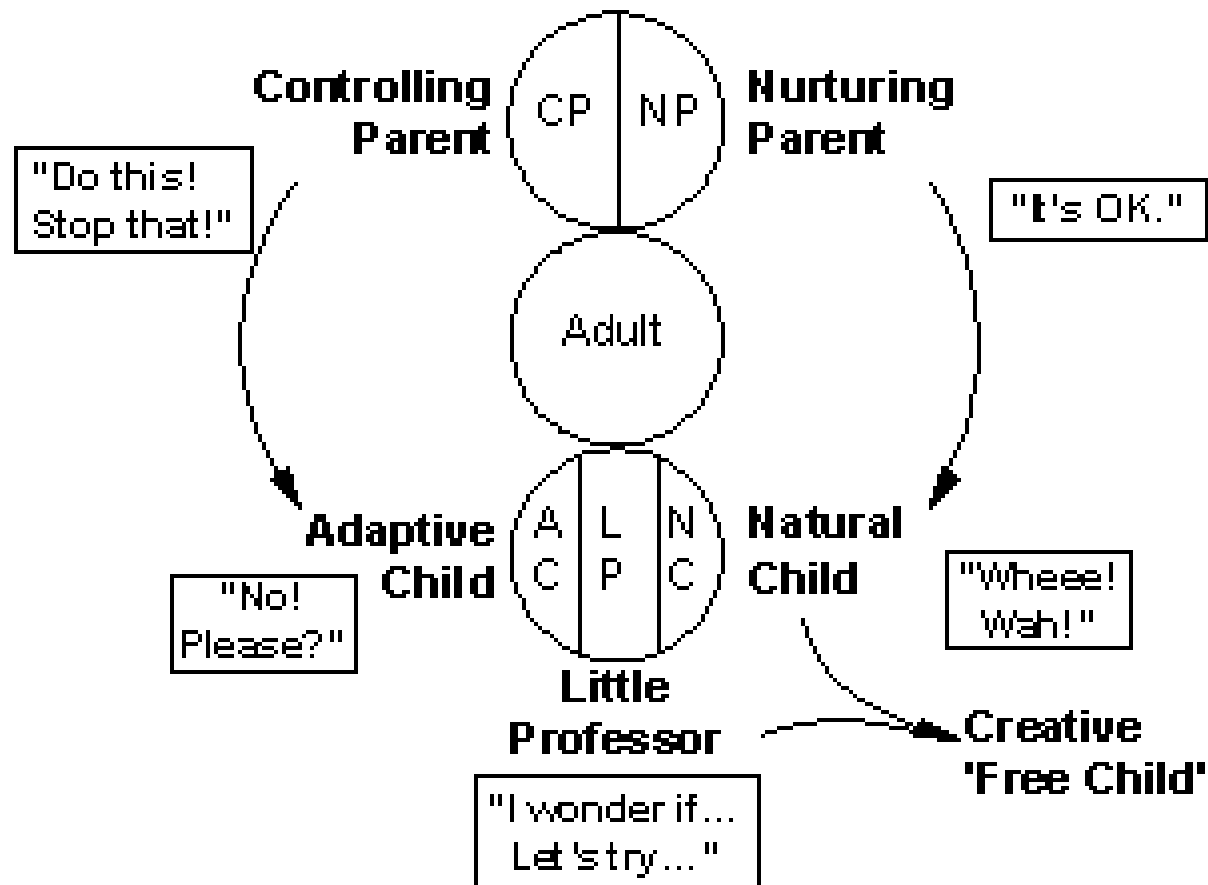 Controlling
Parent
CP
NP
Nurturing
Parent
"Do this!
Stop that!"
"It's OK."
Adult
Adaptive
Child
A
C
L
P
N
C
Natural
Child
"No!
Please?"
"Wheee!
Wah!"
Little
Professor
Creative
'Free Child'
"I wonder if...
Let's try..."